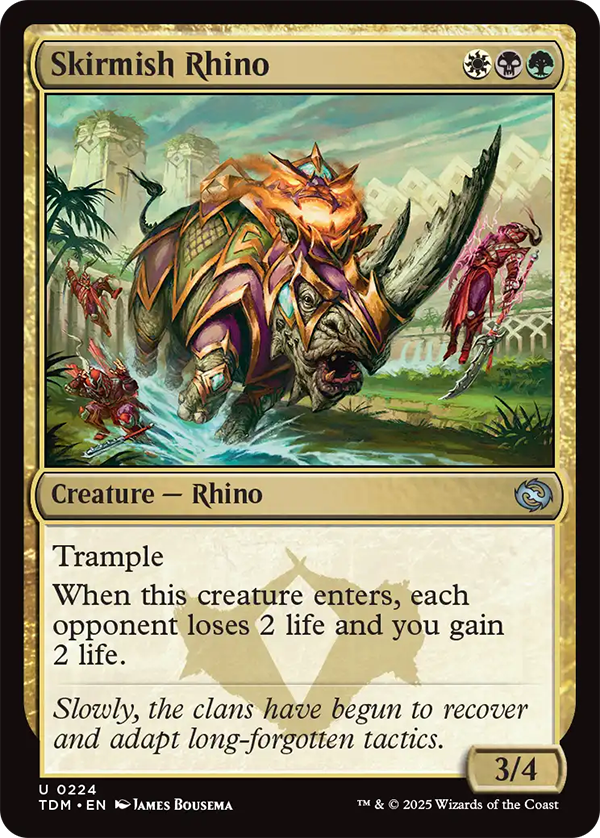 Skirmish Rhino
Creature — Rhino
Trample
When this creature enters, each
opponent loses 2 life and you gain
2 life.
Slowly, the clans have begun to recover
and adapt long-forgotten tactics.
3/4
U 0224
TDM • EN James Bousema
™ & © 2025 Wizards of the Coast